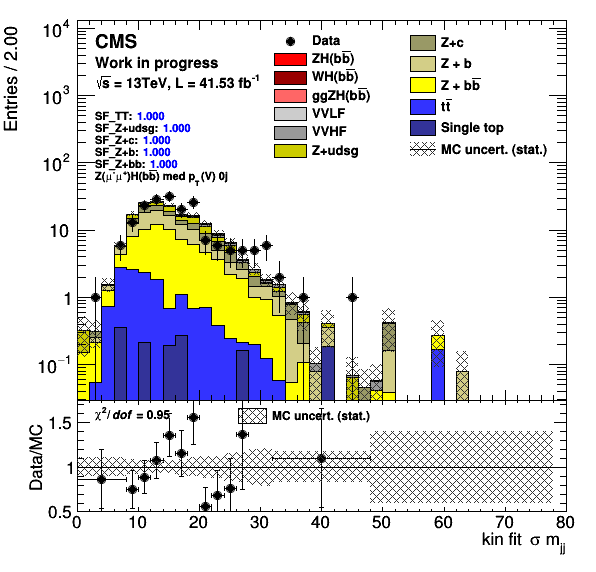 CMS
Work in progress
√s = 13TeV, L = 41.53 fb⁻¹
SF_TT: 1.000
SF_Z+udsg: 1.000
SF_Z+c: 1.000
SF_Z+b: 1.000
SF_Z+bb: 1.000
Z(μ⁻μ⁺)H(bb̅) med p_T(V) 0j
Data
ZH(bb̅)
WH(bb̅)
ggZH(bb̅)
VVLF
VVHF
Z+udsg
Z+c
Z + b
Z + bb̅
tt̅
Single top
MC uncert. (stat.)
Entries / 2.00
10⁴
10³
10²
10
1
10⁻¹
χ²/dof = 0.95
MC uncert. (stat.)
Data/MC
1.5
1
0.5
0 10 20 30 40 50 60 70 80
kin fit σ m_jj